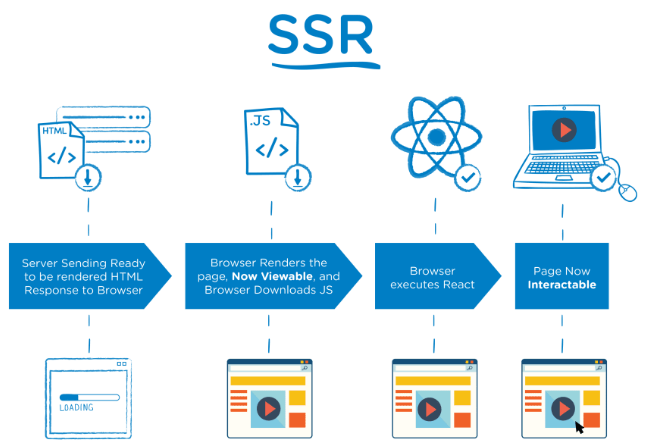 SSR
HTML
</>
.JS
</>
Server Sending Ready
to be rendered HTML
Response to Browser
Browser Renders the
page, Now Viewable, and
Browser Downloads JS
Browser
executes React
Page Now
Interactable
LOADING